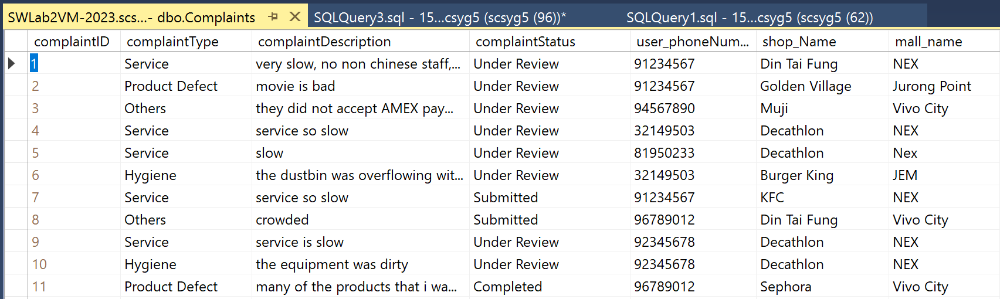 SWLab2VM-2023.scs...- dbo.Complaints SQLQuery3.sql - 15...csyg5 (scsyg5 (96))* SQLQuery1.sql - 15...csyg5 (scsyg5 (62))
complaintID complaintType complaintDescription complaintStatus user_phoneNum... shop_Name mall_name
1 Service very slow, no non chinese staff,... Under Review 91234567 Din Tai Fung NEX
2 Product Defect movie is bad Under Review 91234567 Golden Village Jurong Point
3 Others they did not accept AMEX pay... Under Review 94567890 Muji Vivo City
4 Service service so slow Under Review 32149503 Decathlon NEX
5 Service slow Under Review 81950233 Decathlon Nex
6 Hygiene the dustbin was overflowing wit... Under Review 32149503 Burger King JEM
7 Service service so slow Submitted 91234567 KFC NEX
8 Others crowded Submitted 96789012 Din Tai Fung Vivo City
9 Service service is slow Under Review 92345678 Decathlon NEX
10 Hygiene the equipment was dirty Under Review 92345678 Decathlon NEX
11 Product Defect many of the products that i wa... Completed 96789012 Sephora Vivo City